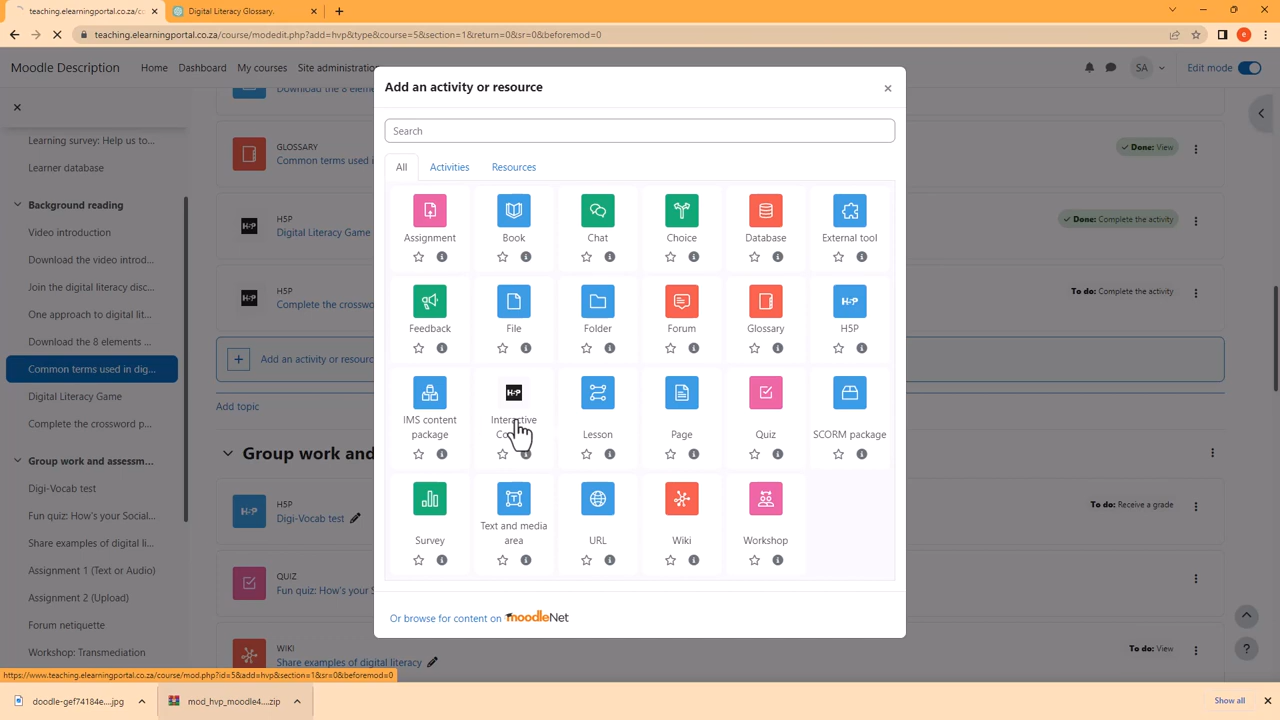 teaching.elearningportal.co.za/c
Digital Literacy Glossary.
teaching.elearningportal.co.za/course/modedit.php?add=hvp&type&course=5&section=1&return=0&sr=0&beforemod=0
Moodle Description
Home
Dashboard
My courses
Site administration
SA
Edit mode
Add an activity or resource
Search
All
Activities
Resources
Assignment
Book
Chat
Choice
Database
External tool
Feedback
File
Folder
Forum
Glossary
H5P
IMS content
package
Interactive
Lesson
Page
Quiz
SCORM package
Survey
Text and media
area
URL
Wiki
Workshop
Or browse for content on moodleNet
Learning survey: Help us to...
Learner database
Background reading
Video introduction
Download the video introd...
Join the digital literacy disc...
One approach to digital lit...
Download the 8 elements ...
Common terms used in dig...
Digital Literacy Game
Complete the crossword p...
Group work and assessm...
Digi-Vocab test
Fun quiz: How's your Social...
Share examples of digital li...
Assignment 1 (Text or Audio)
Assignment 2 (Upload)
Forum netiquette
Workshop: Transmediation
Download the 8 elem
GLOSSARY
Common terms used i
Done: View
H5P
Digital Literacy Game
Done: Complete the activity
H5P
Complete the crosswo
To do: Complete the activity
Add an activity or resourc
Add topic
Group work and
H5P
H5P
Digi-Vocab test
To do: Receive a grade
QUIZ
Fun quiz: How's your S
WIKI
Share examples of digital literacy
To do: View
https://www.teaching.elearningportal.co.za/course/mod.php?id=5&add=hvp&section=1&sr=0&beforemod=0
doodle-gef74184e....jpg
mod_hvp_moodle4....zip
Show all